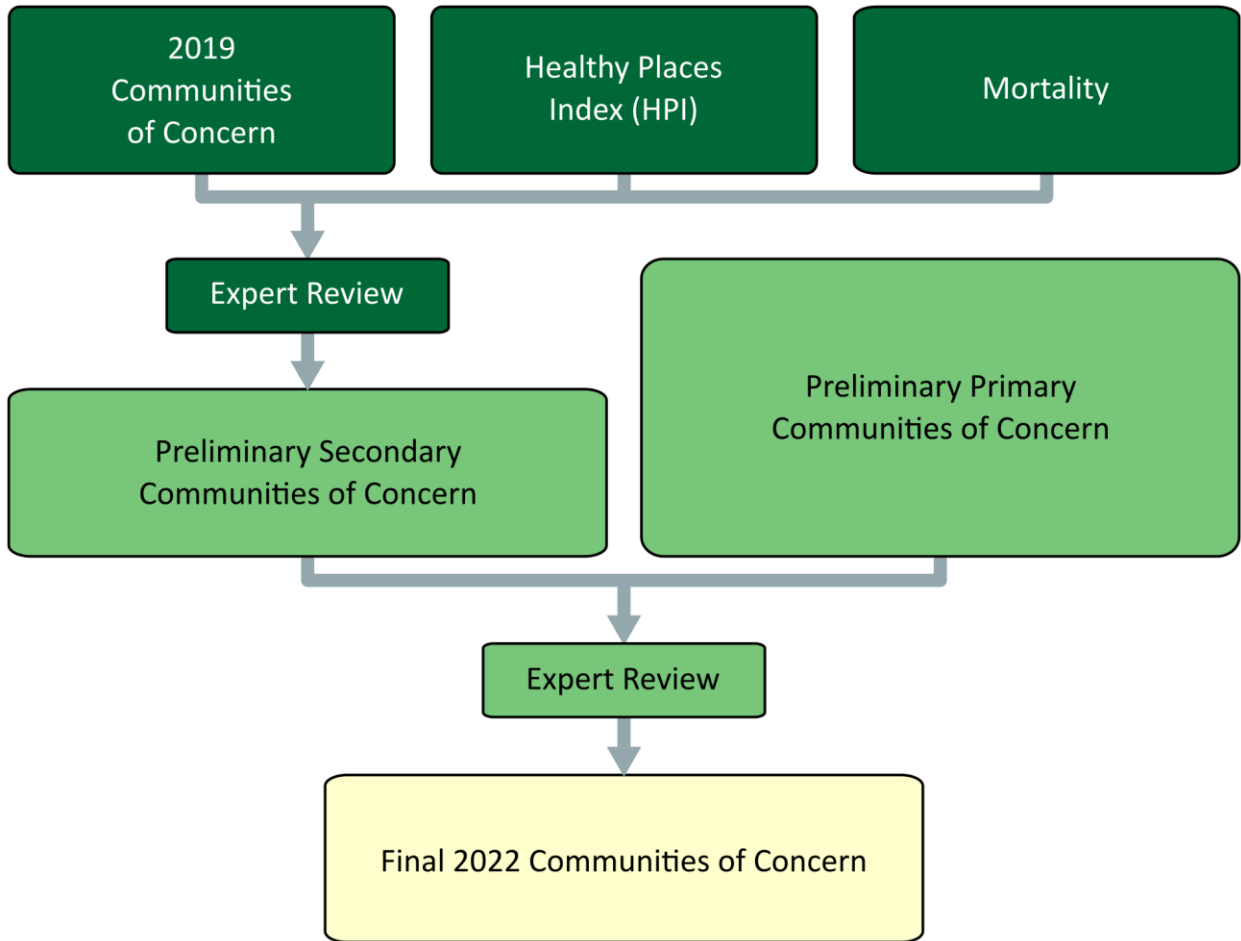 2019
Communities
of Concern
Healthy Places
Index (HPI)
Mortality
Expert Review
Preliminary Primary
Communities of Concern
Preliminary Secondary
Communities of Concern
Expert Review
Final 2022 Communities of Concern